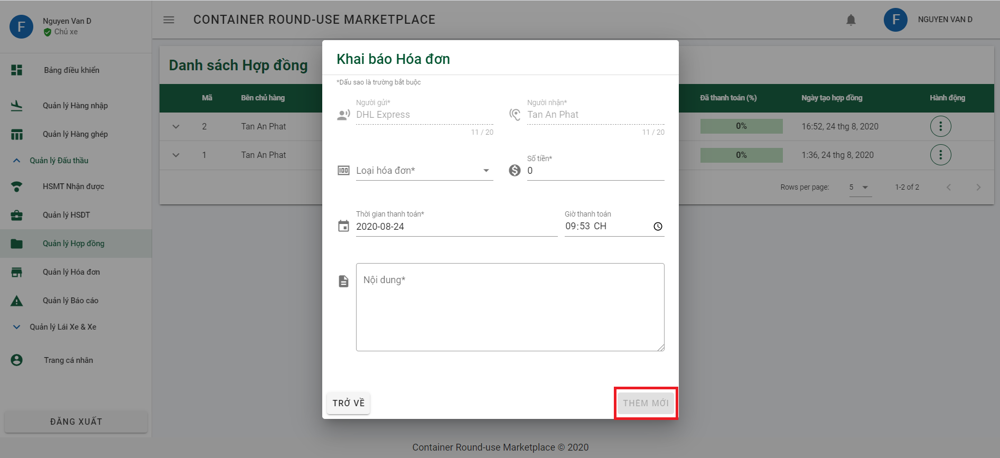 F
Nguyen Van D
Chủ xe
CONTAINER ROUND-USE MARKETPLACE
F
NGUYEN VAN D
Bảng điều khiển
Quản lý Hàng nhập
Quản lý Hàng ghép
Quản lý Đấu thầu
HSMT Nhận được
Quản lý HSDT
Quản lý Hợp đồng
Quản lý Hóa đơn
Quản lý Báo cáo
Quản lý Lái Xe & Xe
Trang cá nhân
ĐĂNG XUẤT
Danh sách Hợp đồng
Mã Bên chủ hàng Đã thanh toán (%) Ngày tạo hợp đồng Hành động
2 Tan An Phat 0% 16:52, 24 thg 8, 2020
1 Tan An Phat 0% 1:36, 24 thg 8, 2020
Rows per page: 5 1-2 of 2
Khai báo Hóa đơn
*Dấu sao là trường bắt buộc
Người gửi* Người nhận*
DHL Express Tan An Phat
11 / 20 11 / 20
Số tiền*
Loại hóa đơn* 0
Thời gian thanh toán* Giờ thanh toán
2020-08-24 09:53 CH
Nội dung*
TRỞ VỀ THÊM MỚI
Container Round-use Marketplace © 2020